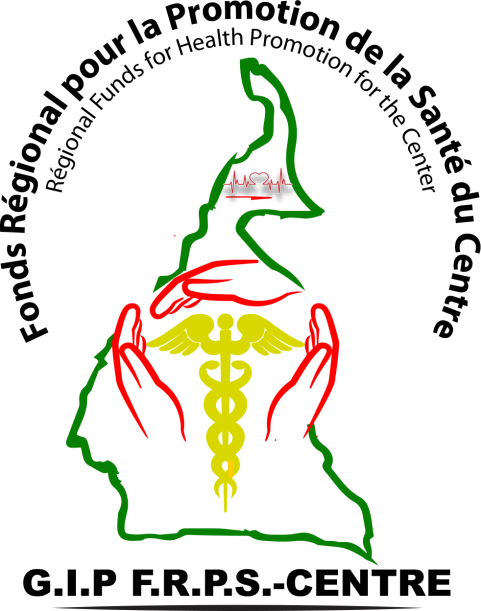 Fonds Régional pour la Promotion de la Santé du Centre
Régional Funds for Health Promotion for the Center
G.I.P F.R.P.S.-CENTRE